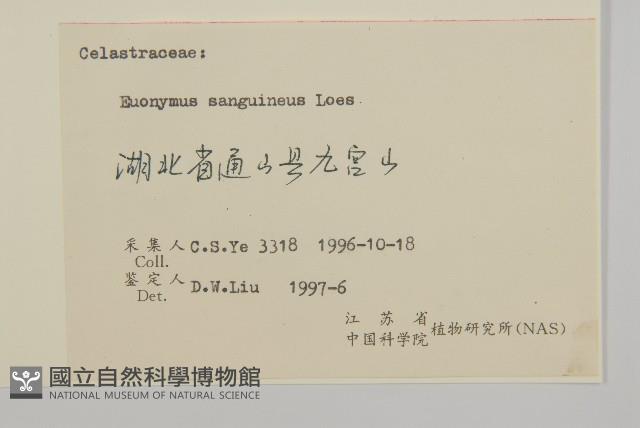 Celastraceae:
Euonymus sanguineus Loes.
湖北省通山县九宫山
采集人 C.S.Ye 3318 1996-10-18
Coll.
鉴定人 D.W.Liu 1997-6
Det.
江苏省
中国科学院 植物研究所(NAS)
國立自然科學博物館
NATIONAL MUSEUM OF NATURAL SCIENCE